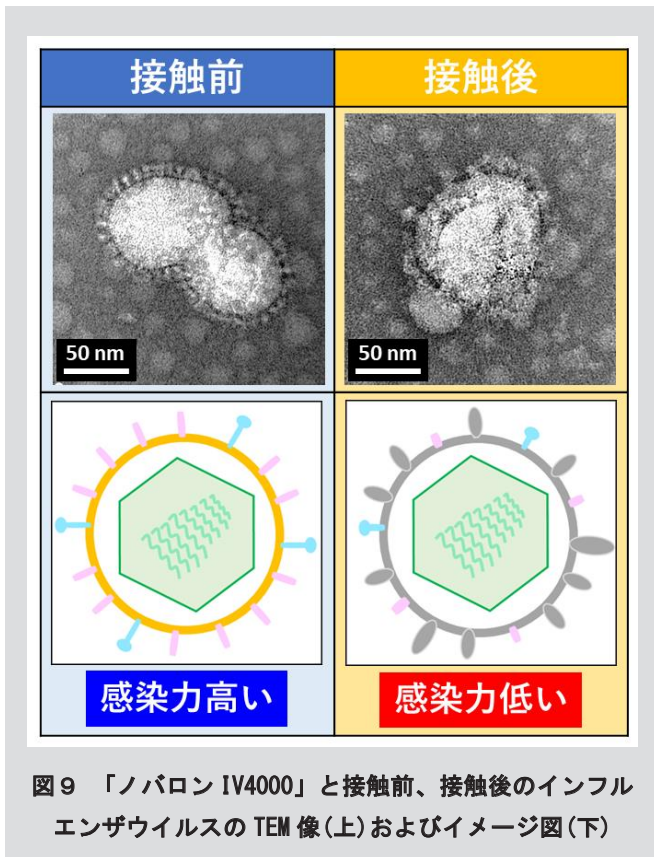 接触前
接触後
50 nm
50 nm
感染力高い
感染力低い
図9 「ノバロン IV4000」と接触前、接触後のインフル
エンザウイルスの TEM 像(上)およびイメージ図(下)